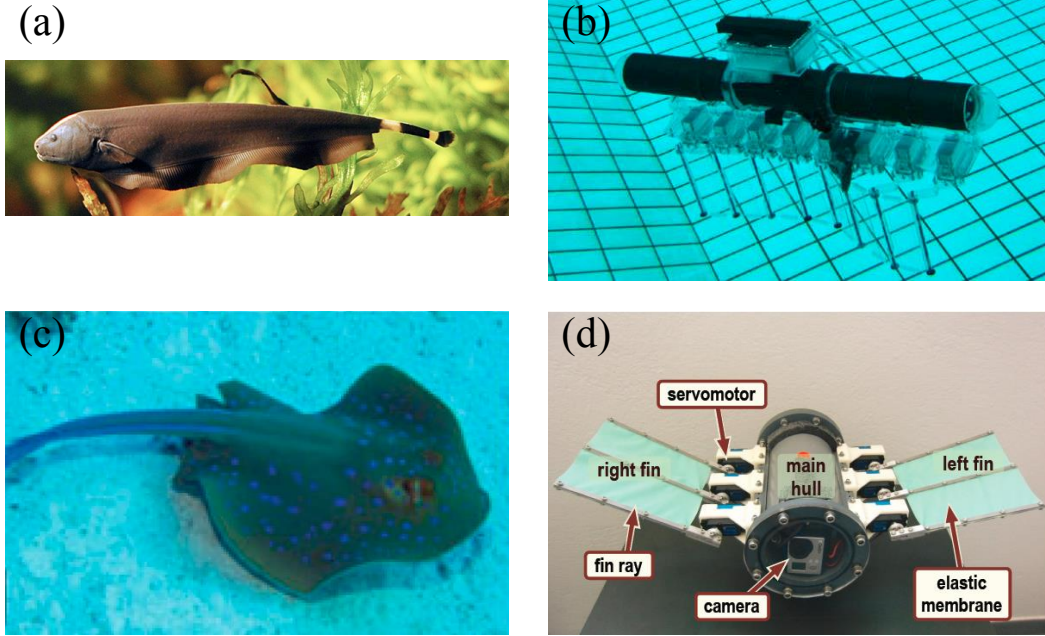 (a)
(b)
(c)
(d)
servomotor
right fin
main
hull
left fin
fin ray
camera
elastic
membrane